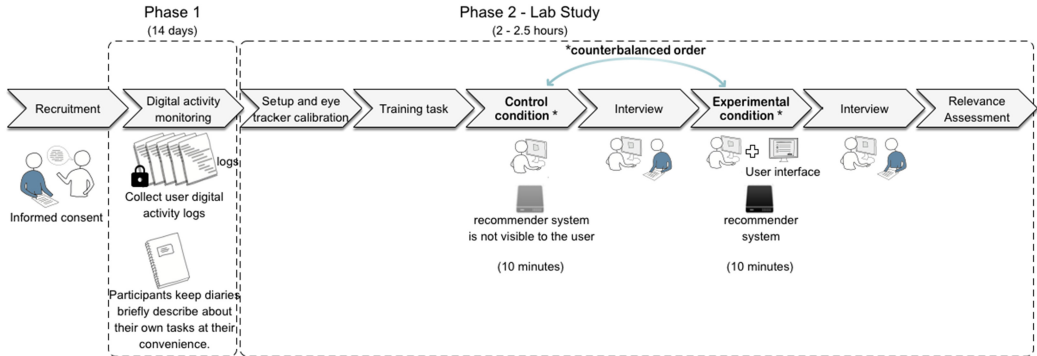 Phase 1
(14 days)
Phase 2 - Lab Study
(2 - 2.5 hours)
*counterbalanced order
Recruitment
Digital activity
monitoring
Setup and eye
tracker calibration
Training task
Control
condition *
Interview
Experimental
condition *
Interview
Relevance
Assessment
Informed consent
logs
Collect user digital
activity logs
Participants keep diaries
briefly describe about
their own tasks at their
convenience.
recommender system
is not visible to the user
(10 minutes)
User interface
recommender
system
(10 minutes)